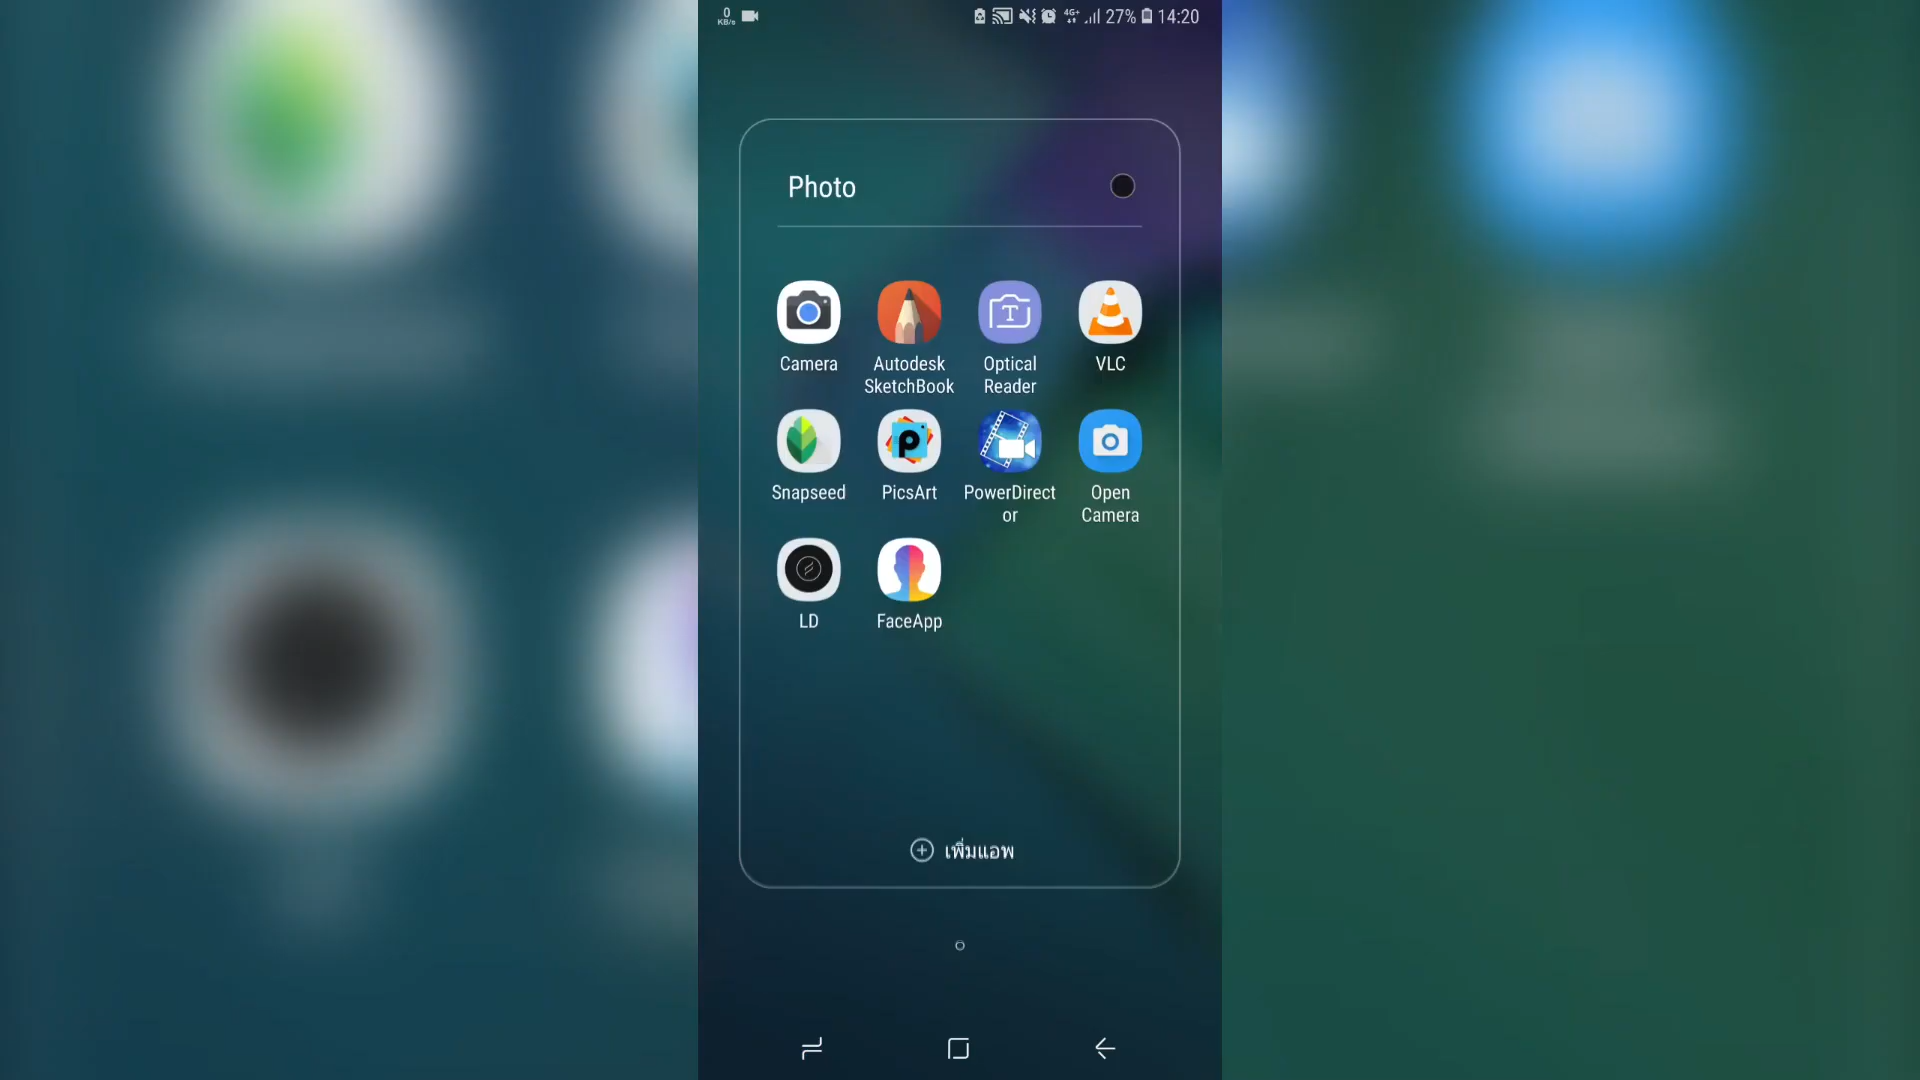 0
KB/s
4G+ 27% 14:20
Photo
Camera
Autodesk
SketchBook
Optical
Reader
VLC
Snapseed
PicsArt
PowerDirect
or
Open
Camera
LD
FaceApp
เพิ่มแอพ